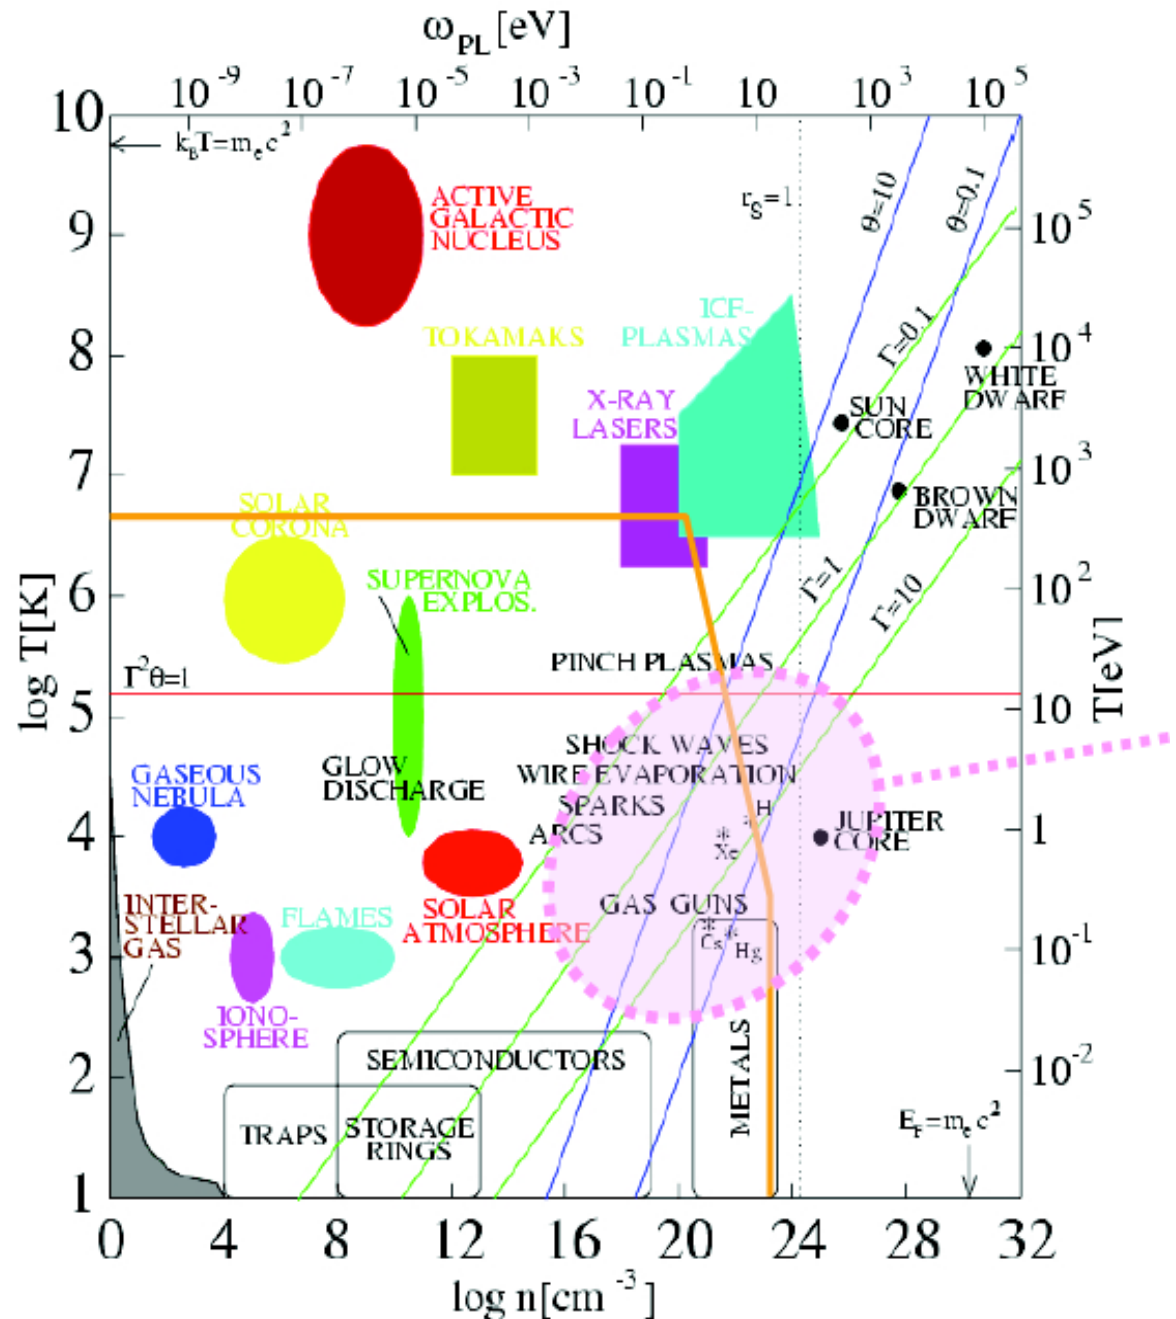 ω_PL [eV]
10^-9 10^-7 10^-5 10^-3 10^-1 10 10^3 10^5
10
k_B T=m_e c^2
ACTIVE
GALACTIC
NUCLEUS
r_S=1
θ=10
θ=0.1
9
10^5
ICF-
PLASMAS
TOKAMAKS
Γ=0.1
8
10^4
WHITE
DWARF
X-RAY
LASERS
SUN
CORE
7
10^3
BROWN
DWARF
SOLAR
CORONA
SUPERNOVA
EXPLOS.
6
10^2
Γ=1
Γ=10
log T[K]
T[eV]
PINCH PLASMAS
Γ^2θ=1
5
10
SHOCK WAVES
WIRE EVAPORATION
SPARKS
ARCS
GLOW
DISCHARGE
GASEOUS
NEBULA
*H
*
Xe
JUPITER
CORE
4
1
INTER-
STELLAR
GAS
FLAMES
SOLAR
ATMOSPHERE
GAS GUNS
* *
Cs Hg
3
10^-1
IONO-
SPHERE
SEMICONDUCTORS
METALS
2
10^-2
TRAPS
STORAGE
RINGS
E_F=m_e c^2
1
0 4 8 12 16 20 24 28 32
log n[cm^-3]